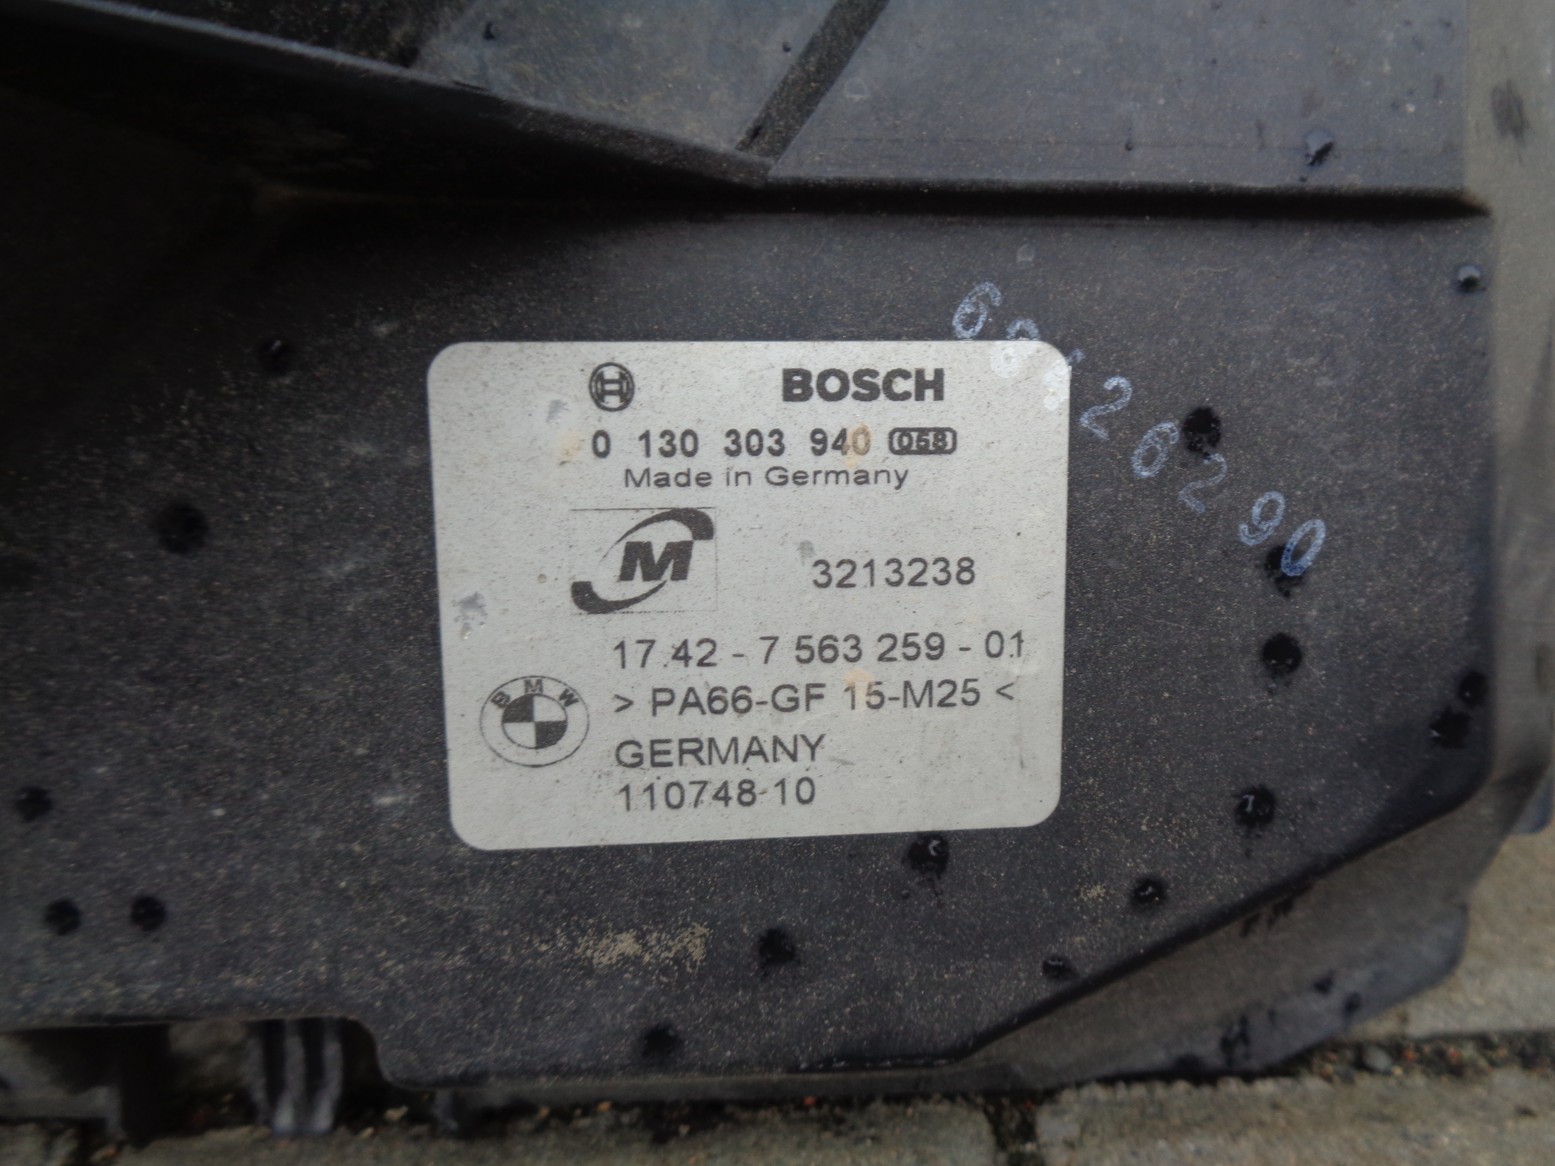 BOSCH
0 130 303 940 058
Made in Germany
M
3213238
17.42 - 7 563 259 - 01
BMW
> PA66-GF 15-M25 <
GERMANY
110748-10